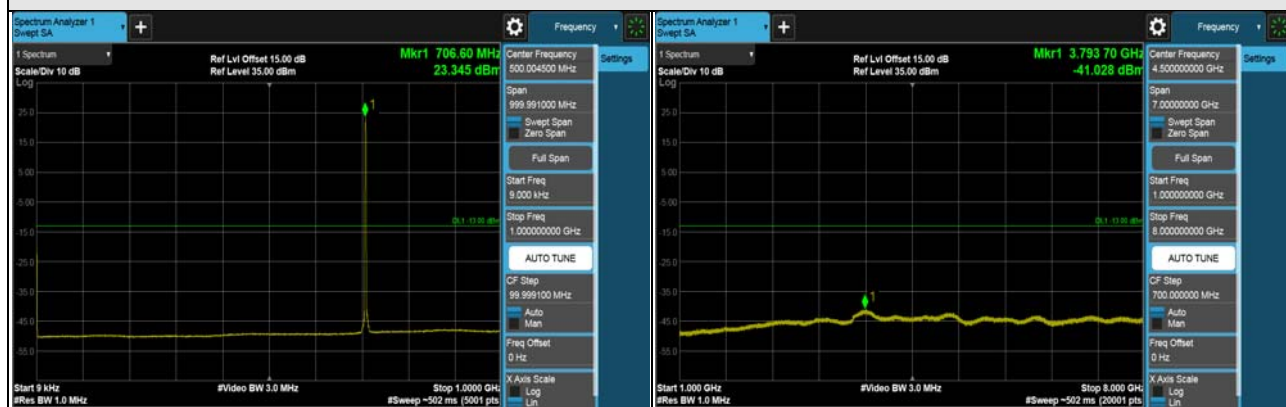 Spectrum Analyzer 1
Swept SA
+
Frequency
1 Spectrum
Scale/Div 10 dB
Log
Ref Lvl Offset 15.00 dB
Ref Level 35.00 dBm
Mkr1 706.60 MHz
23.345 dBm
1
25.0
15.0
5.00
-5.00
-15.0
-25.0
-35.0
-45.0
-55.0
DL1 -13.00 dBm
Start 9 kHz
#Res BW 1.0 MHz
#Video BW 3.0 MHz
Stop 1.0000 GHz
#Sweep ~502 ms (5001 pts
Center Frequency
500.004500 MHz
Settings
Span
999.991000 MHz
Swept Span
Zero Span
Full Span
Start Freq
9.000 kHz
Stop Freq
1.000000000 GHz
AUTO TUNE
CF Step
99.999100 MHz
Auto
Man
Freq Offset
0 Hz
X Axis Scale
Log
Lin
Spectrum Analyzer 1
Swept SA
+
Frequency
1 Spectrum
Scale/Div 10 dB
Log
Ref Lvl Offset 15.00 dB
Ref Level 35.00 dBm
Mkr1 3.793 70 GHz
-41.028 dBm
1
25.0
15.0
5.00
-5.00
-15.0
-25.0
-35.0
-45.0
-55.0
DL1 -13.00 dBm
Start 1.000 GHz
#Res BW 1.0 MHz
#Video BW 3.0 MHz
Stop 8.000 GHz
#Sweep ~502 ms (20001 pts
Center Frequency
4.500000000 GHz
Settings
Span
7.00000000 GHz
Swept Span
Zero Span
Full Span
Start Freq
1.000000000 GHz
Stop Freq
8.000000000 GHz
AUTO TUNE
CF Step
700.000000 MHz
Auto
Man
Freq Offset
0 Hz
X Axis Scale
Log
Lin